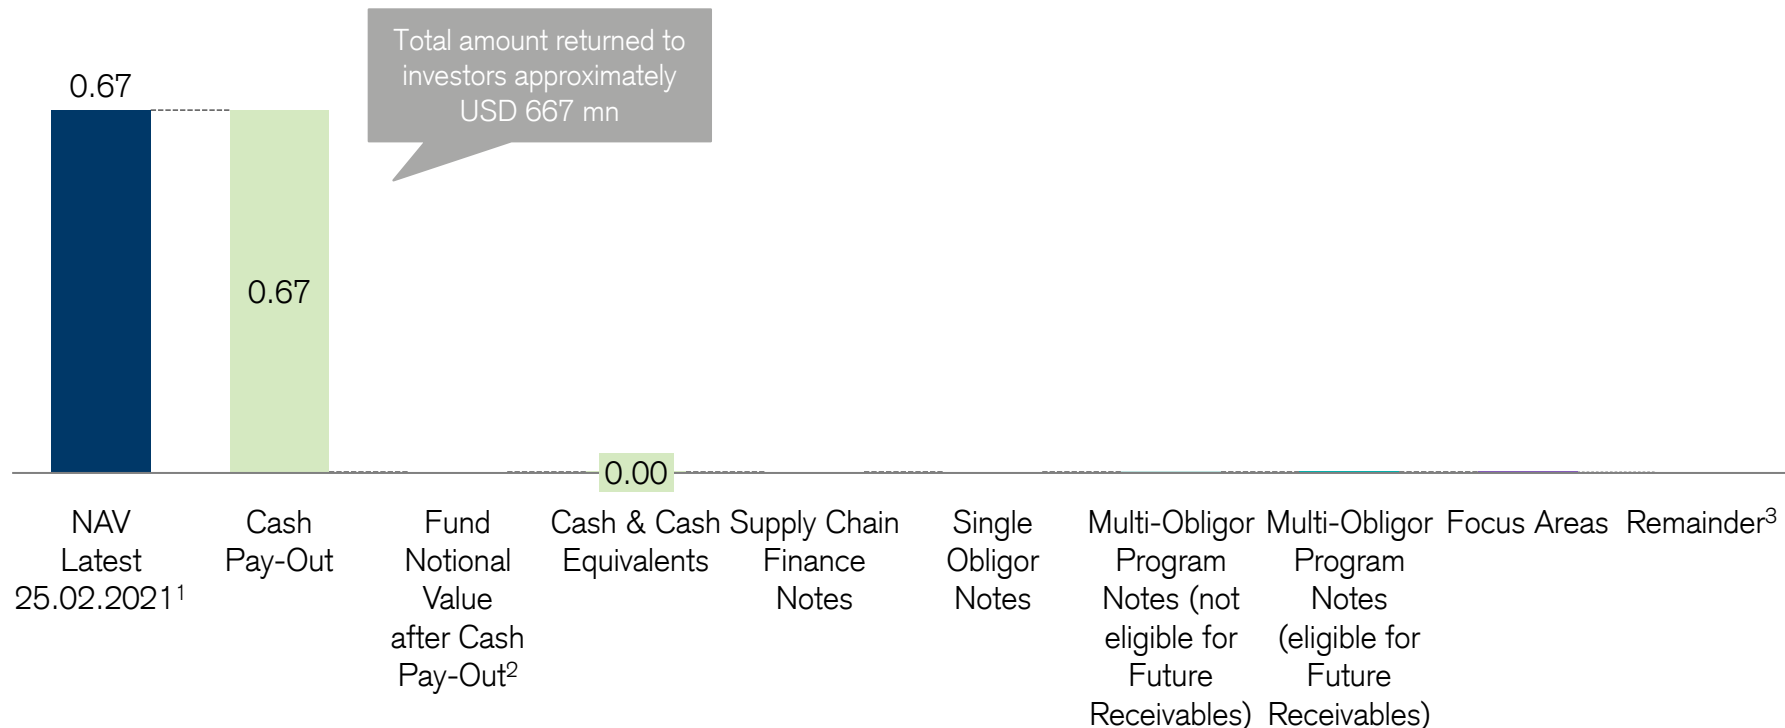 Total amount returned to
investors approximately
USD 667 mn
0.67
0.67
0.00
NAV
Latest
25.02.2021¹
Cash
Pay-Out
Fund
Notional
Value
after Cash
Pay-Out²
Cash & Cash
Equivalents
Supply Chain
Finance
Notes
Single
Obligor
Notes
Multi-Obligor
Program
Notes (not
eligible for
Future
Receivables)
Multi-Obligor
Program
Notes
(eligible for
Future
Receivables)
Focus Areas
Remainder³